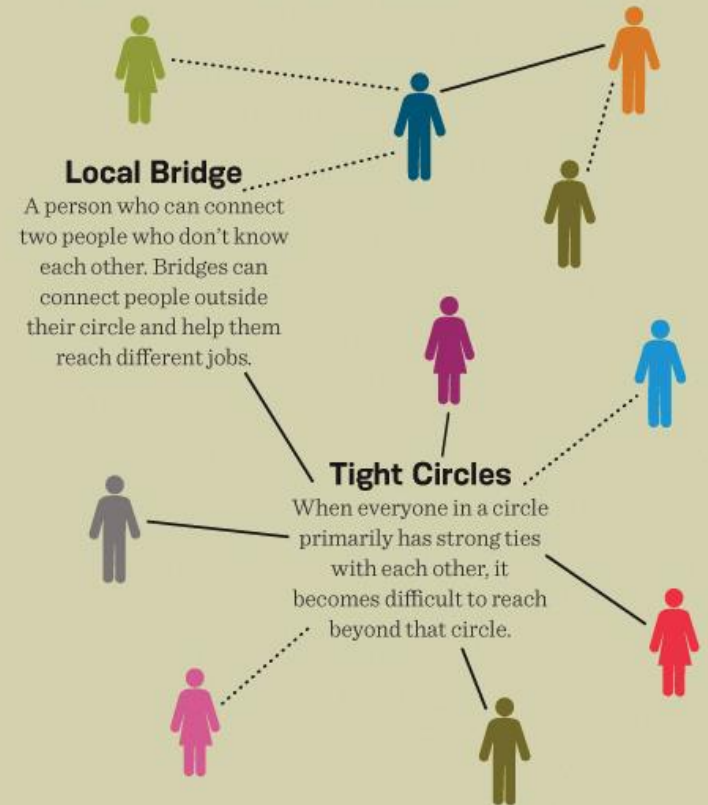 Local Bridge
A person who can connect
two people who don’t know
each other. Bridges can
connect people outside
their circle and help them
reach different jobs.
Tight Circles
When everyone in a circle
primarily has strong ties
with each other, it
becomes difficult to reach
beyond that circle.